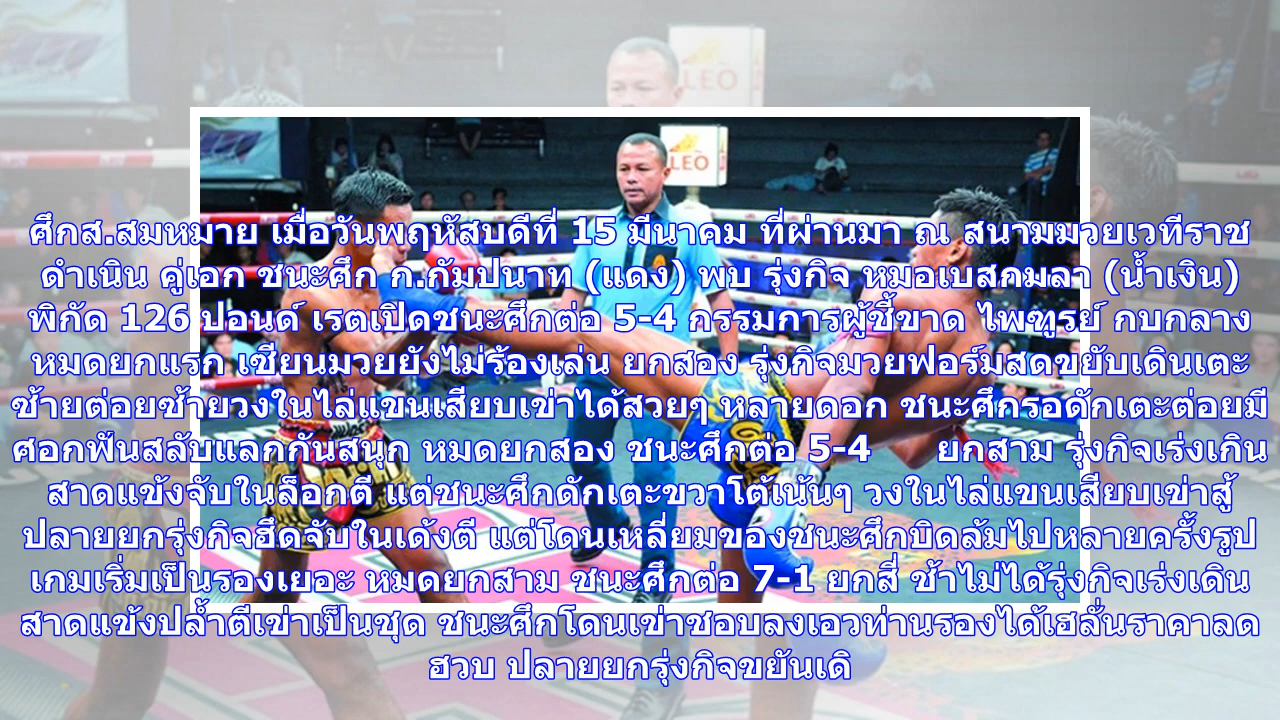 LEO
ศึกส.สมหมาย เมื่อวันพฤหัสบดีที่ 15 มีนาคม ที่ผ่านมา ณ สนามมวยเวทีราช
ดำเนิน คู่เอก ชนะศึก ก.กัมปนาท (แดง) พบ รุ่งกิจ หมอเบสกมลา (น้ำเงิน)
พิกัด 126 ปอนด์ เรตเปิดชนะศึกต่อ 5-4 กรรมการผู้ชี้ขาด ไพฑูรย์ กบกลาง
หมดยกแรก เซียนมวยยังไม่ร้องเล่น ยกสอง รุ่งกิจมวยฟอร์มสดขยับเดินเตะ
ซ้ายต่อยซ้ายวงในไล่แขนเสียบเข่าได้สวยๆ หลายดอก ชนะศึกรอดักเตะต่อยมี
ศอกฟันสลับแลกกันสนุก หมดยกสอง ชนะศึกต่อ 5-4 ยกสาม รุ่งกิจเร่งเกิน
สาดแข้งจับในล็อกตี แต่ชนะศึกดักเตะขวาโต้เน้นๆ วงในไล่แขนเสียบเข่าสู้
ปลายยกรุ่งกิจฮึดจับในเด้งตี แต่โดนเหลี่ยมของชนะศึกบิดล้มไปหลายครั้งรูป
เกมเริ่มเป็นรองเยอะ หมดยกสาม ชนะศึกต่อ 7-1 ยกสี่ ช้าไม่ได้รุ่งกิจเร่งเดิน
สาดแข้งปล้ำตีเข่าเป็นชุด ชนะศึกโดนเข่าชอบลงเอวท่านรองได้เฮลั่นราคาลด
ฮวบ ปลายยกรุ่งกิจขยันเดิ